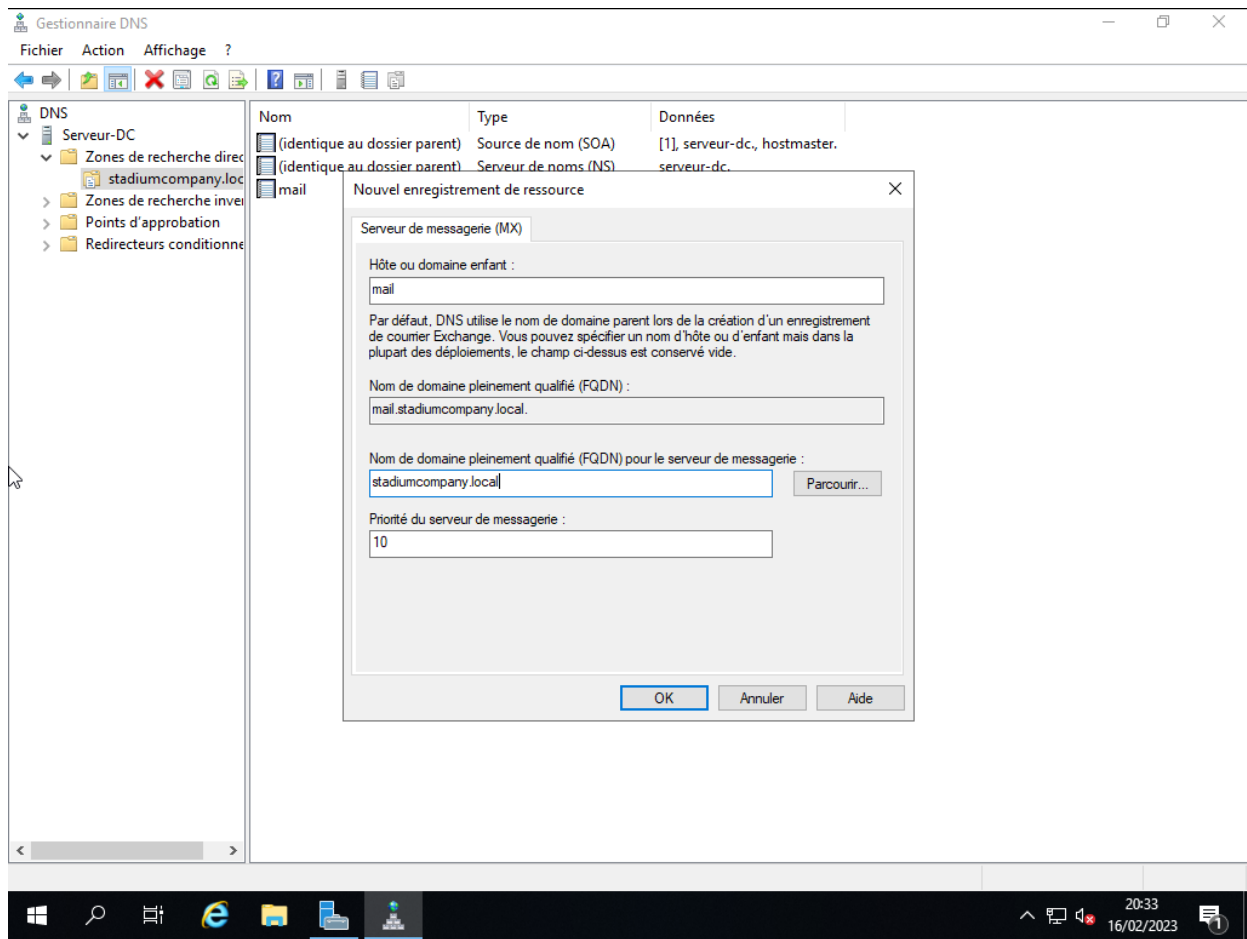 Gestionnaire DNS
Fichier Action Affichage ?
DNS
Serveur-DC
Zones de recherche direc
stadiumcompany.loc
Zones de recherche inver
Points d'approbation
Redirecteurs conditionne
Nom Type Données
(identique au dossier parent) Source de nom (SOA) [1], serveur-dc., hostmaster.
(identique au dossier parent) Serveur de noms (NS) serveur-dc.
mail
Nouvel enregistrement de ressource
Serveur de messagerie (MX)
Hôte ou domaine enfant :
mail
Par défaut, DNS utilise le nom de domaine parent lors de la création d'un enregistrement
de courrier Exchange. Vous pouvez spécifier un nom d'hôte ou d'enfant mais dans la
plupart des déploiements, le champ ci-dessus est conservé vide.
Nom de domaine pleinement qualifié (FQDN) :
mail.stadiumcompany.local.
Nom de domaine pleinement qualifié (FQDN) pour le serveur de messagerie :
stadiumcompany.local
Parcourir...
Priorité du serveur de messagerie :
10
OK Annuler Aide
20:33
16/02/2023
1